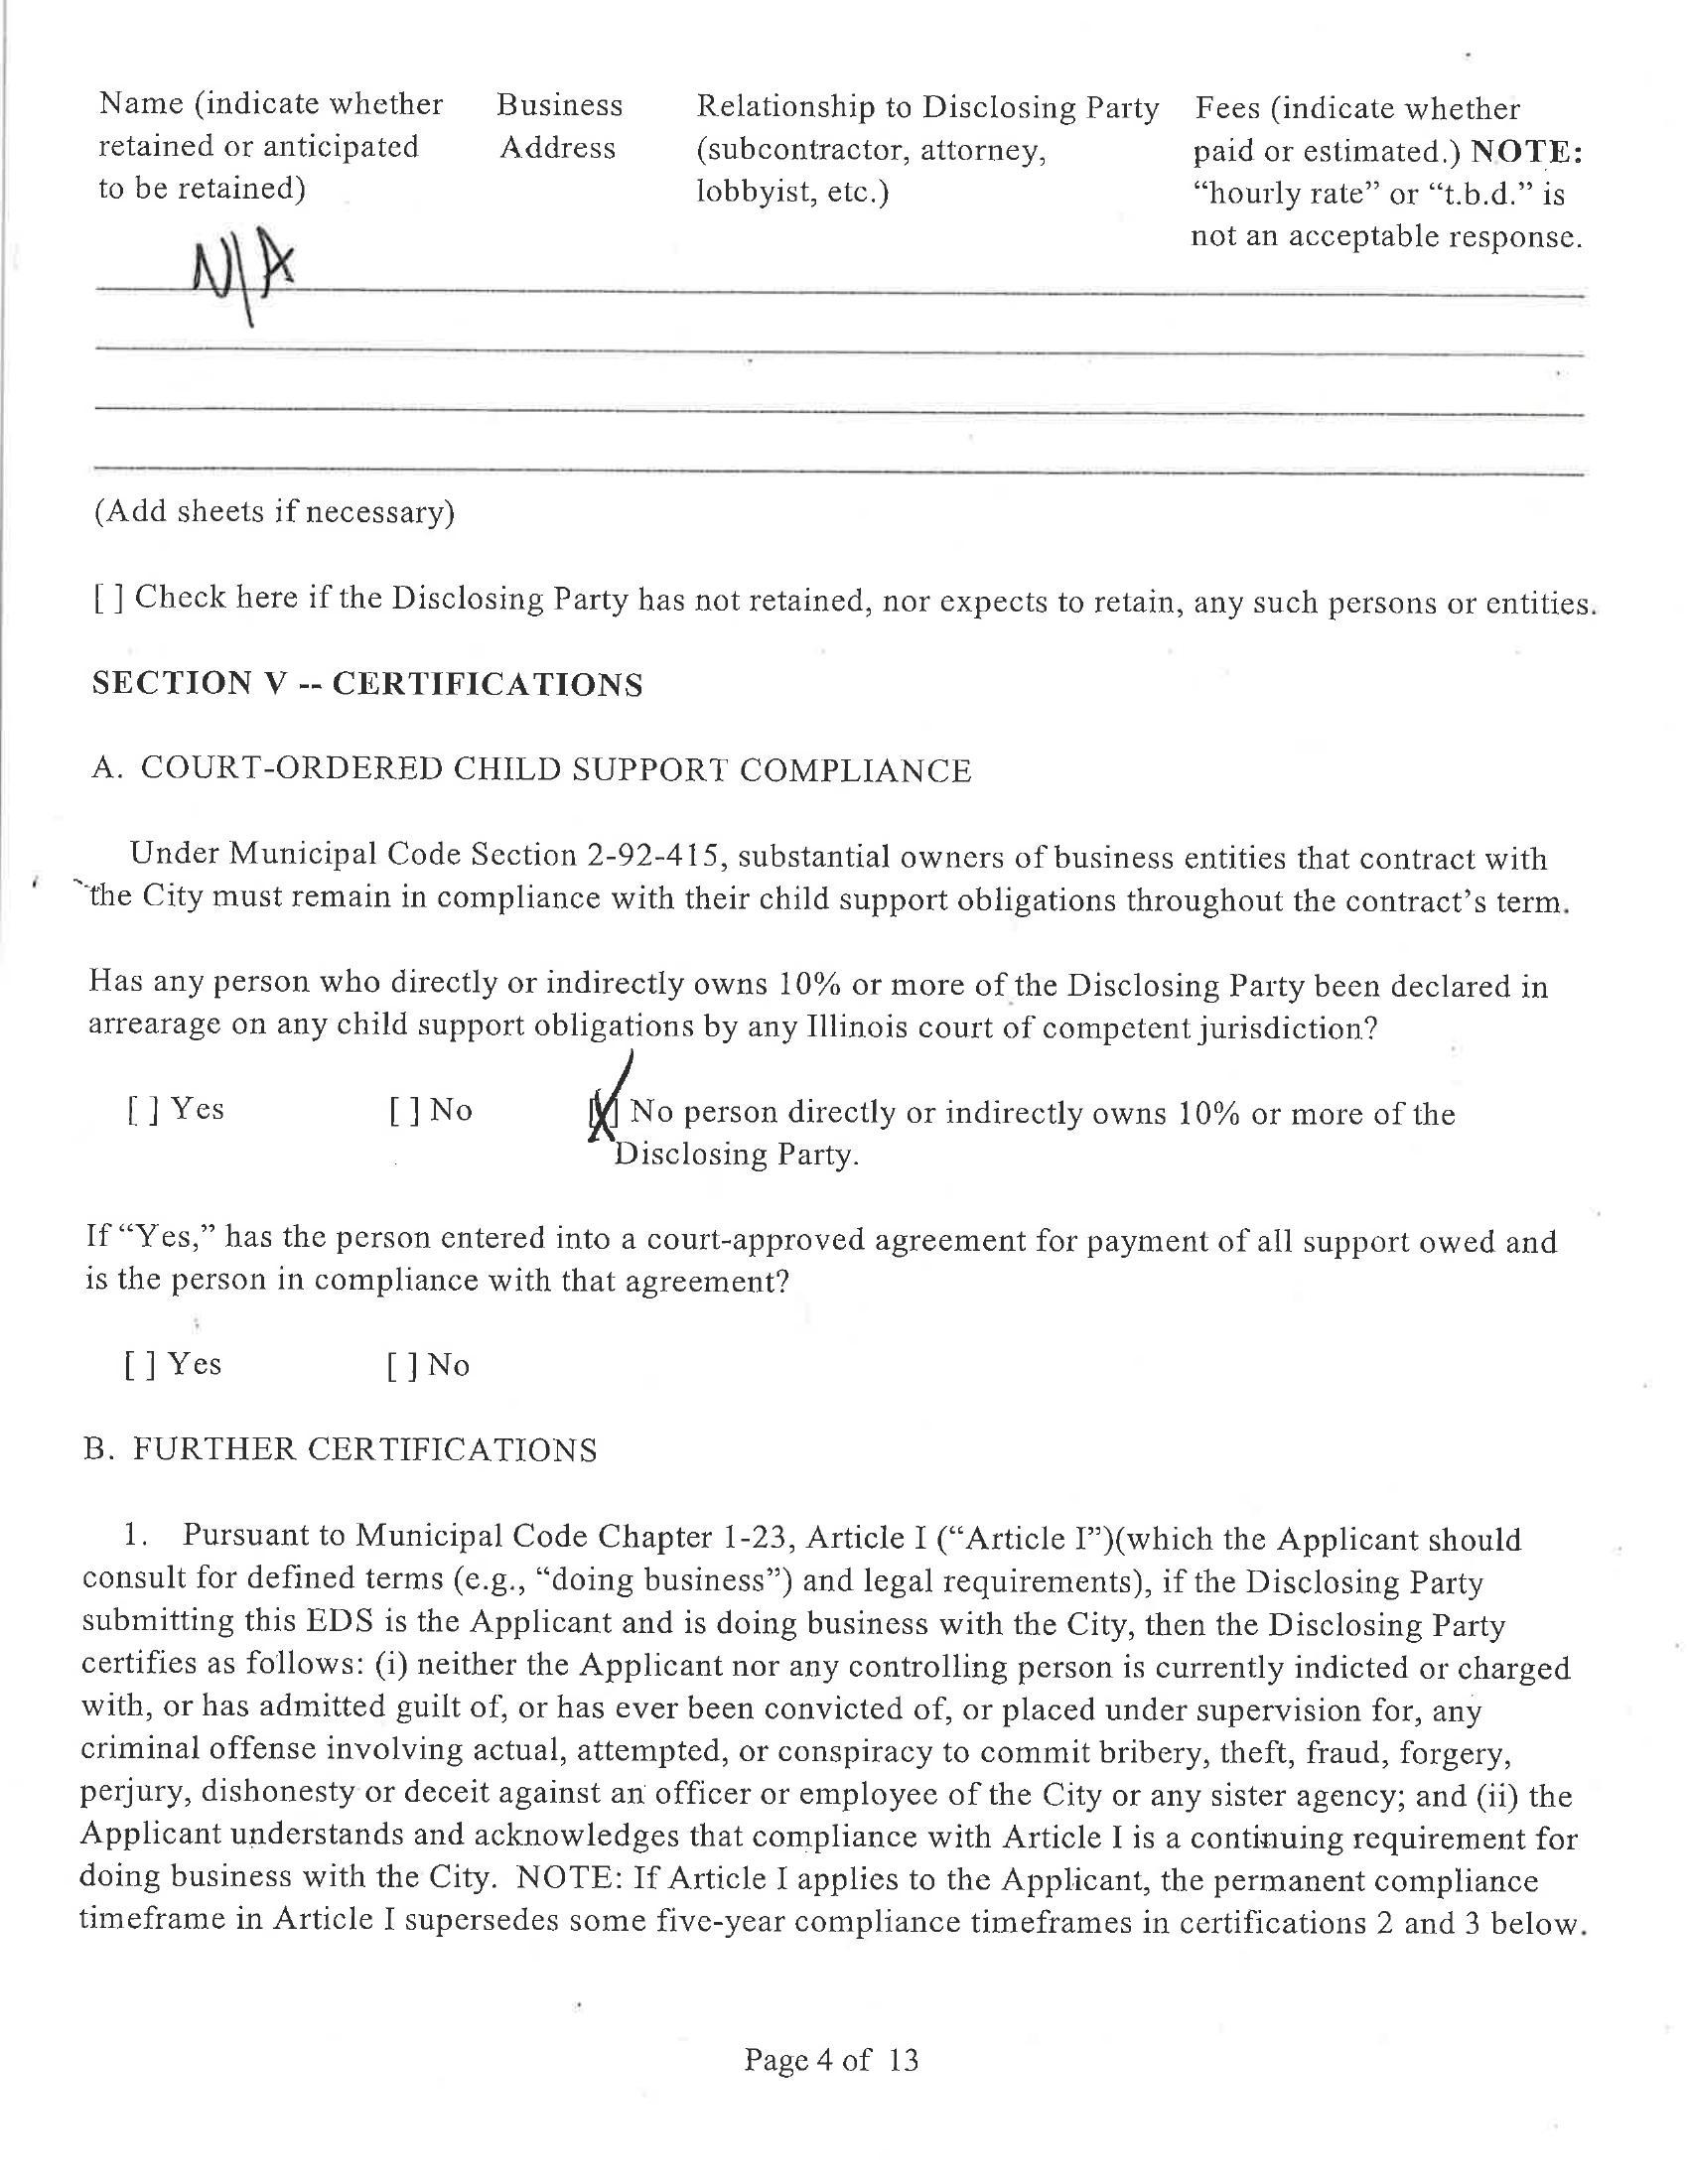 Name (indicate whether Business Relationship to Disclosing Party Fees (indicate whether
retained or anticipated Address (subcontractor, attorney, paid or estimated.) NOTE:
to be retained) lobbyist, etc.) “hourly rate” or “t.b.d.” is
not an acceptable response.
N/A
(Add sheets if necessary)
[ ] Check here if the Disclosing Party has not retained, nor expects to retain, any such persons or entities.
SECTION V -- CERTIFICATIONS
A. COURT-ORDERED CHILD SUPPORT COMPLIANCE
Under Municipal Code Section 2-92-415, substantial owners of business entities that contract with
the City must remain in compliance with their child support obligations throughout the contract’s term.
Has any person who directly or indirectly owns 10% or more of the Disclosing Party been declared in
arrearage on any child support obligations by any Illinois court of competent jurisdiction?
[ ] Yes [ ] No [X] No person directly or indirectly owns 10% or more of the
Disclosing Party.
If “Yes,” has the person entered into a court-approved agreement for payment of all support owed and
is the person in compliance with that agreement?
[ ] Yes [ ] No
B. FURTHER CERTIFICATIONS
1. Pursuant to Municipal Code Chapter 1-23, Article I (“Article I”)(which the Applicant should
consult for defined terms (e.g., “doing business”) and legal requirements), if the Disclosing Party
submitting this EDS is the Applicant and is doing business with the City, then the Disclosing Party
certifies as follows: (i) neither the Applicant nor any controlling person is currently indicted or charged
with, or has admitted guilt of, or has ever been convicted of, or placed under supervision for, any
criminal offense involving actual, attempted, or conspiracy to commit bribery, theft, fraud, forgery,
perjury, dishonesty or deceit against an officer or employee of the City or any sister agency; and (ii) the
Applicant understands and acknowledges that compliance with Article I is a continuing requirement for
doing business with the City. NOTE: If Article I applies to the Applicant, the permanent compliance
timeframe in Article I supersedes some five-year compliance timeframes in certifications 2 and 3 below.
Page 4 of 13